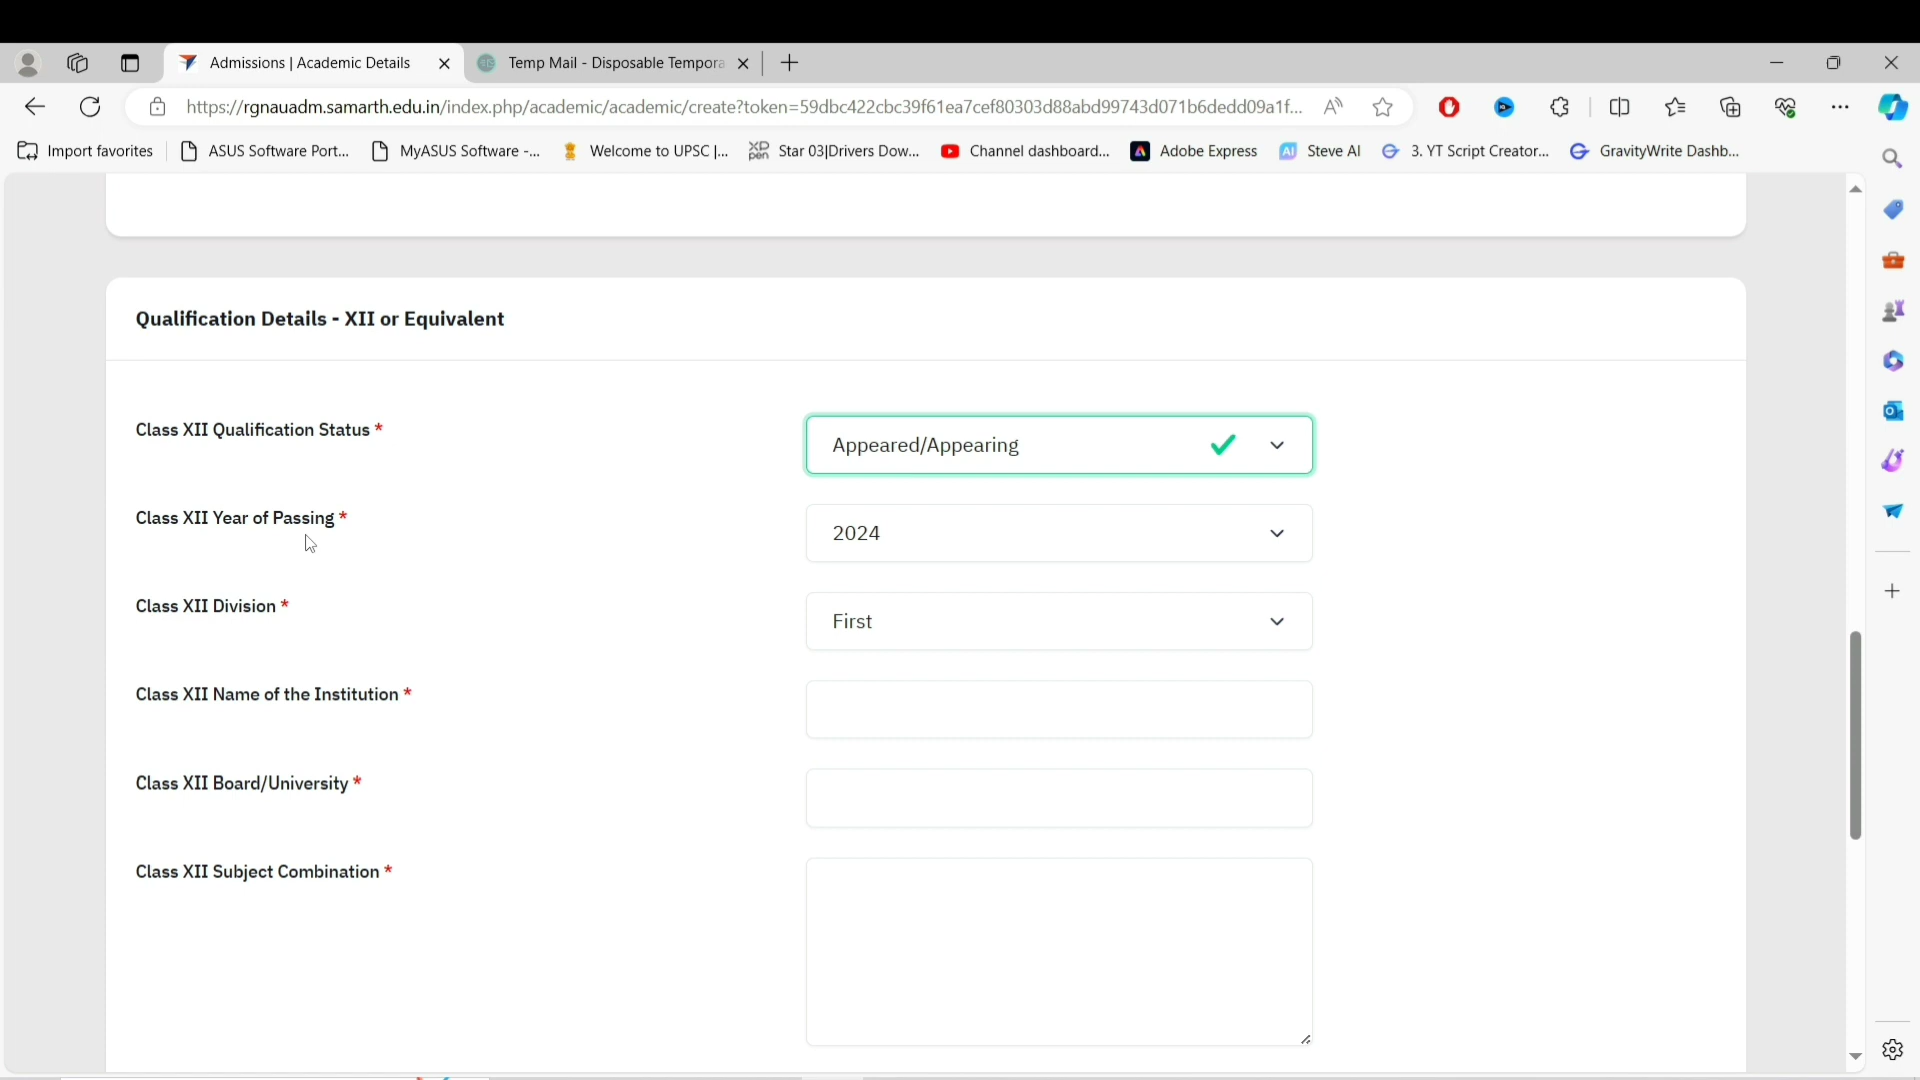 Admissions | Academic Details
Temp Mail - Disposable Tempora
https://rgnauadm.samarth.edu.in/index.php/academic/academic/create?token=59dbc422cbc39f61ea7cef80303d88abd99743d071b6dedd09a1f...
Import favorites
ASUS Software Port...
MyASUS Software -...
Welcome to UPSC |...
Star 03|Drivers Dow...
Channel dashboard...
Adobe Express
Steve AI
3. YT Script Creator...
GravityWrite Dashb...
Qualification Details - XII or Equivalent
Class XII Qualification Status *
Appeared/Appearing
Class XII Year of Passing *
2024
Class XII Division *
First
Class XII Name of the Institution *
Class XII Board/University *
Class XII Subject Combination *